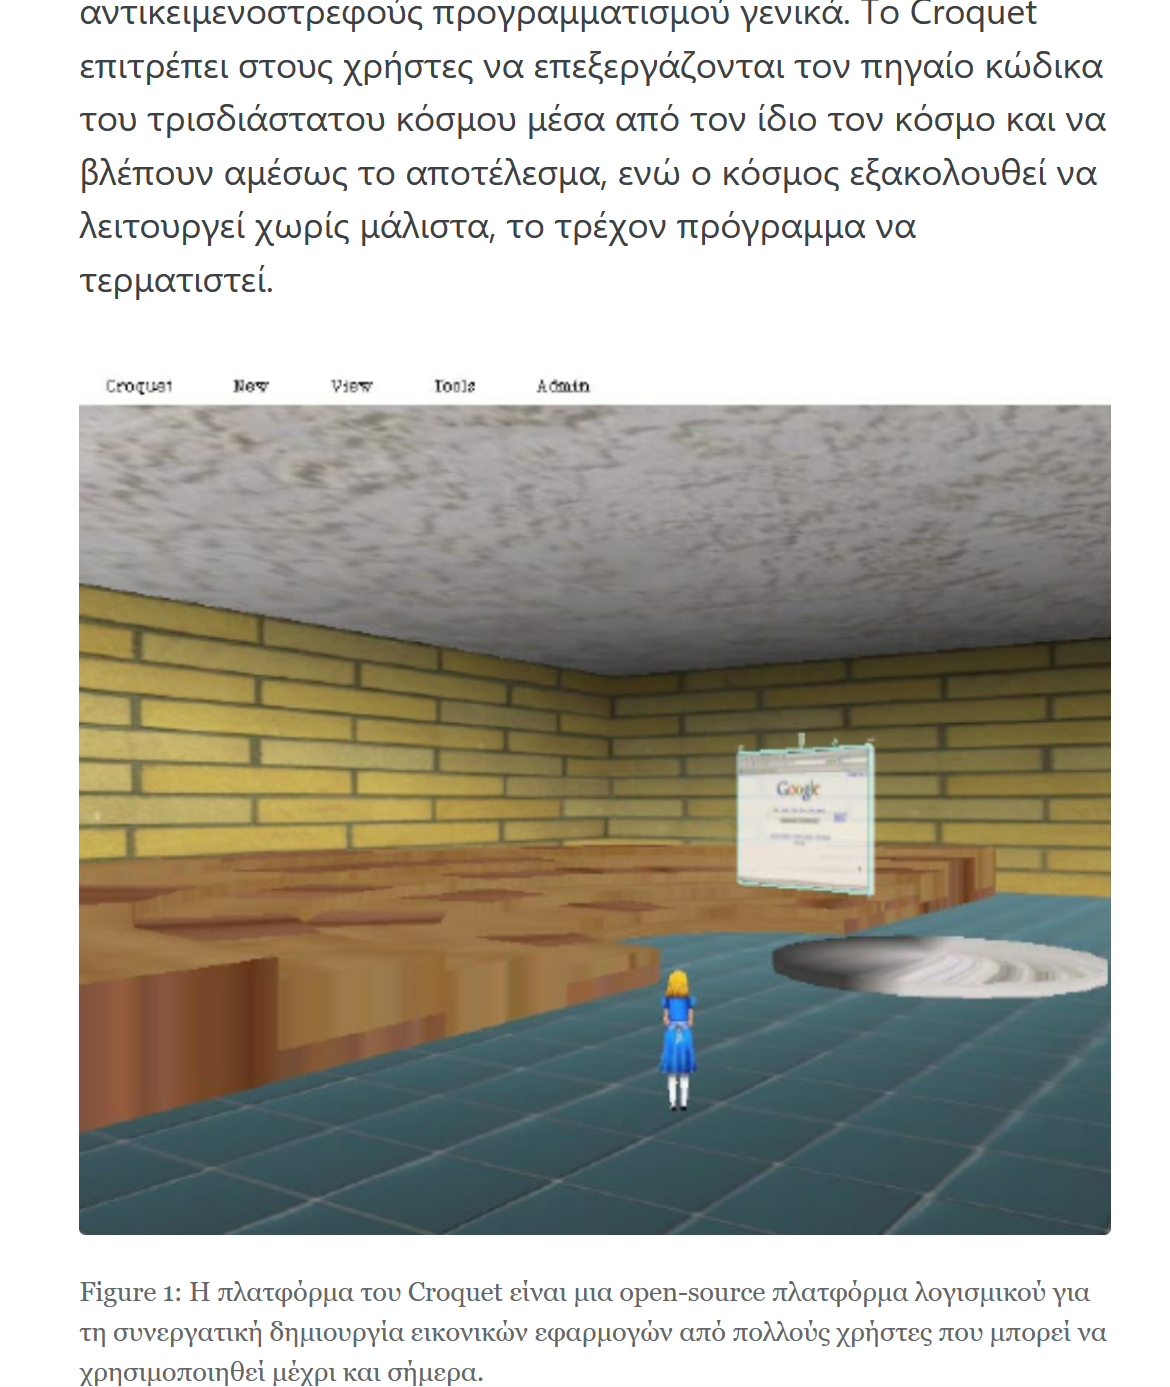 αντικειμενοστρεφούς προγραμματισμού γενικά. Το Croquet
επιτρέπει στους χρήστες να επεξεργάζονται τον πηγαίο κώδικα
του τρισδιάστατου κόσμου μέσα από τον ίδιο τον κόσμο και να
βλέπουν αμέσως το αποτέλεσμα, ενώ ο κόσμος εξακολουθεί να
λειτουργεί χωρίς μάλιστα, το τρέχον πρόγραμμα να
τερματιστεί.
Croquet New View Tools Admin
Google
Figure 1: Η πλατφόρμα του Croquet είναι μια open-source πλατφόρμα λογισμικού για
τη συνεργατική δημιουργία εικονικών εφαρμογών από πολλούς χρήστες που μπορεί να
χρησιμοποιηθεί μέχρι και σήμερα.